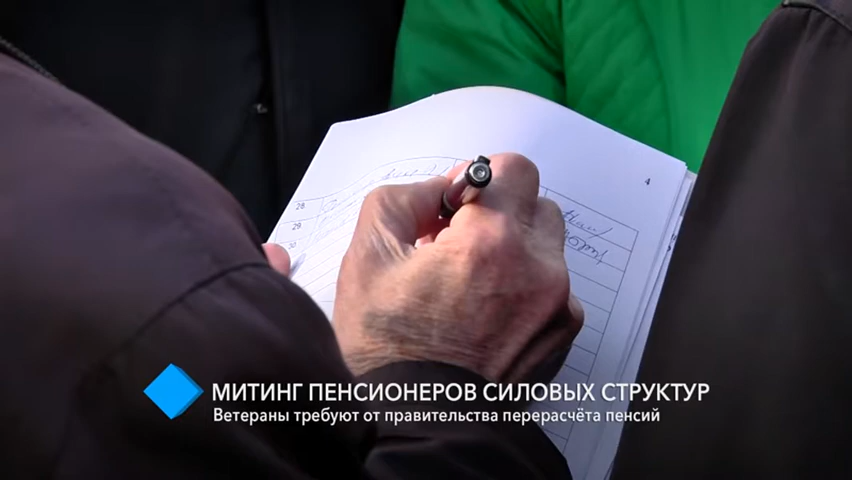 4
28
29
30
МИТИНГ ПЕНСИОНЕРОВ СИЛОВЫХ СТРУКТУР
Ветераны требуют от правительства перерасчёта пенсий